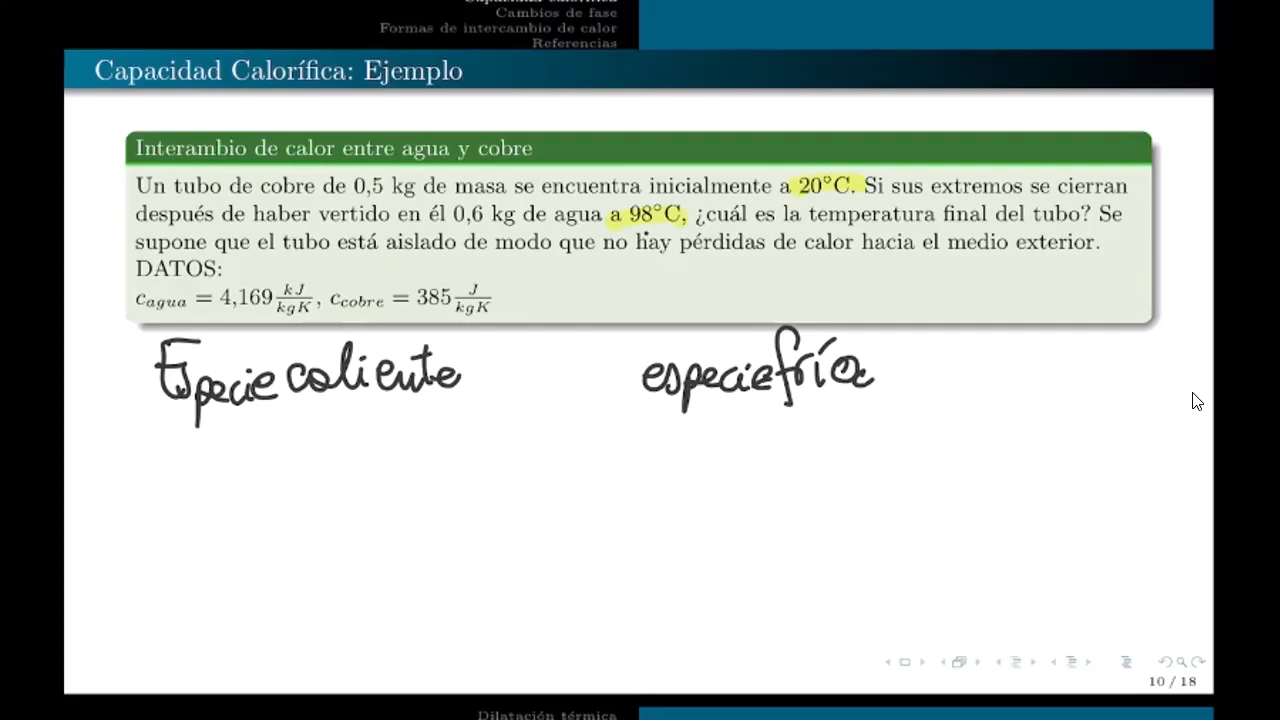 Cambios de fase
Formas de intercambio de calor
Referencias
Capacidad Calorífica: Ejemplo
Interambio de calor entre agua y cobre
Un tubo de cobre de 0,5 kg de masa se encuentra inicialmente a 20°C. Si sus extremos se cierran
después de haber vertido en él 0,6 kg de agua a 98°C, ¿cuál es la temperatura final del tubo? Se
supone que el tubo está aislado de modo que no hay pérdidas de calor hacia el medio exterior.
DATOS:
c_agua = 4,169 kJ/kgK, c_cobre = 385 J/kgK
Especie caliente especie fría
10 / 18
Dilatación térmica